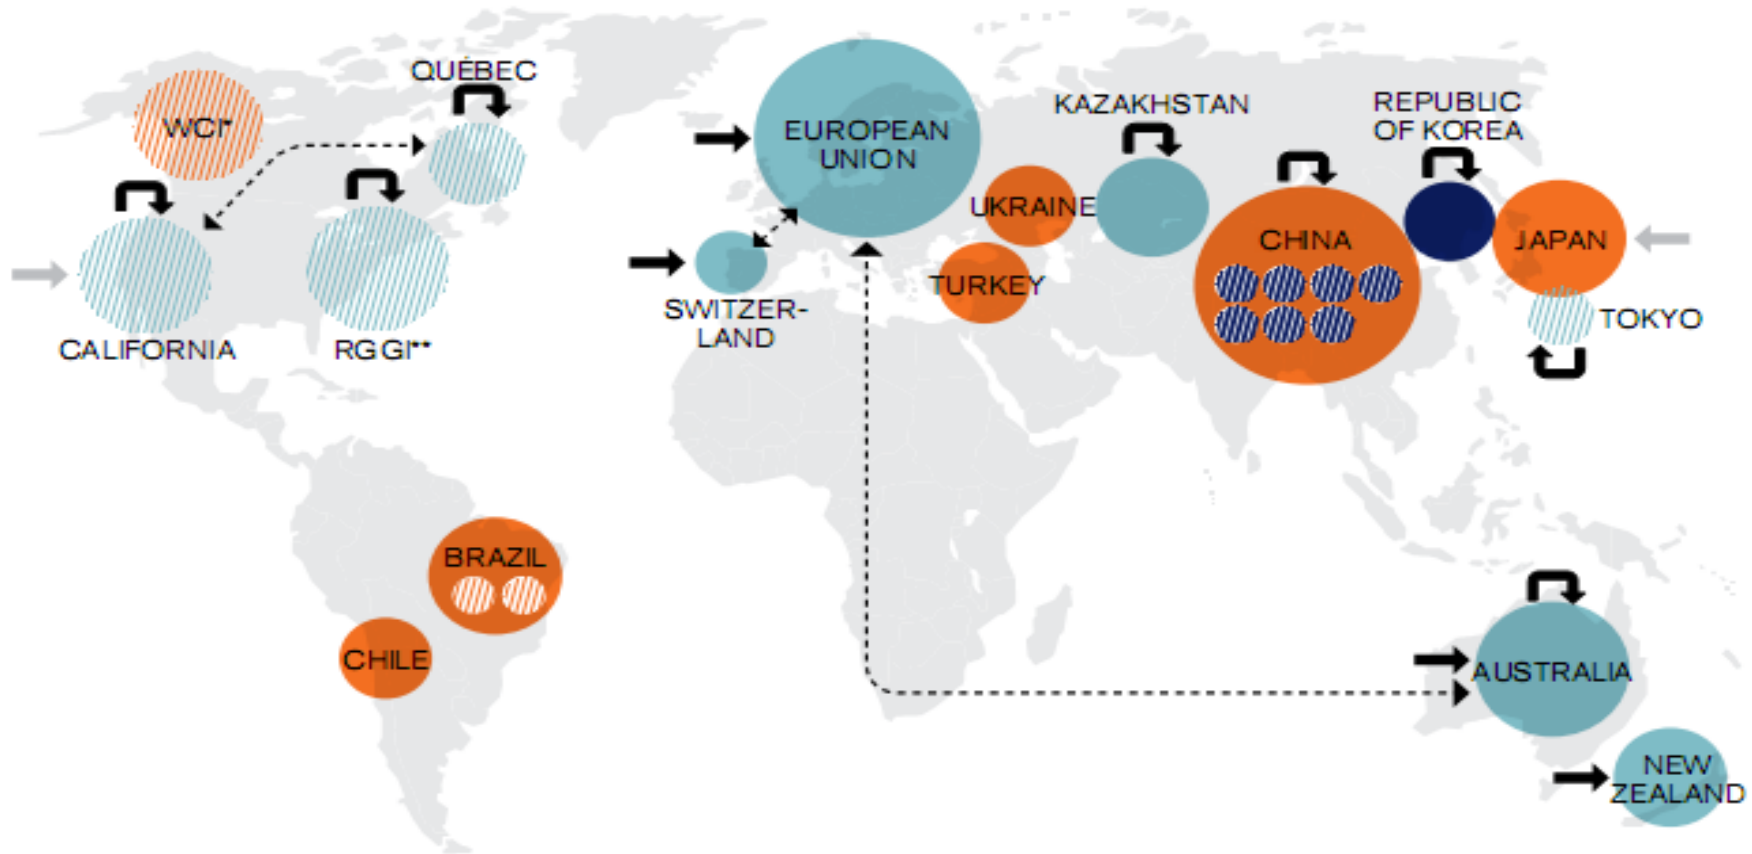 QUÉBEC
WCI*
CALIFORNIA
RGGI**
EUROPEAN
UNION
SWITZER-
LAND
UKRAINE
TURKEY
KAZAKHSTAN
CHINA
REPUBLIC
OF KOREA
JAPAN
TOKYO
BRAZIL
CHILE
AUSTRALIA
NEW
ZEALAND